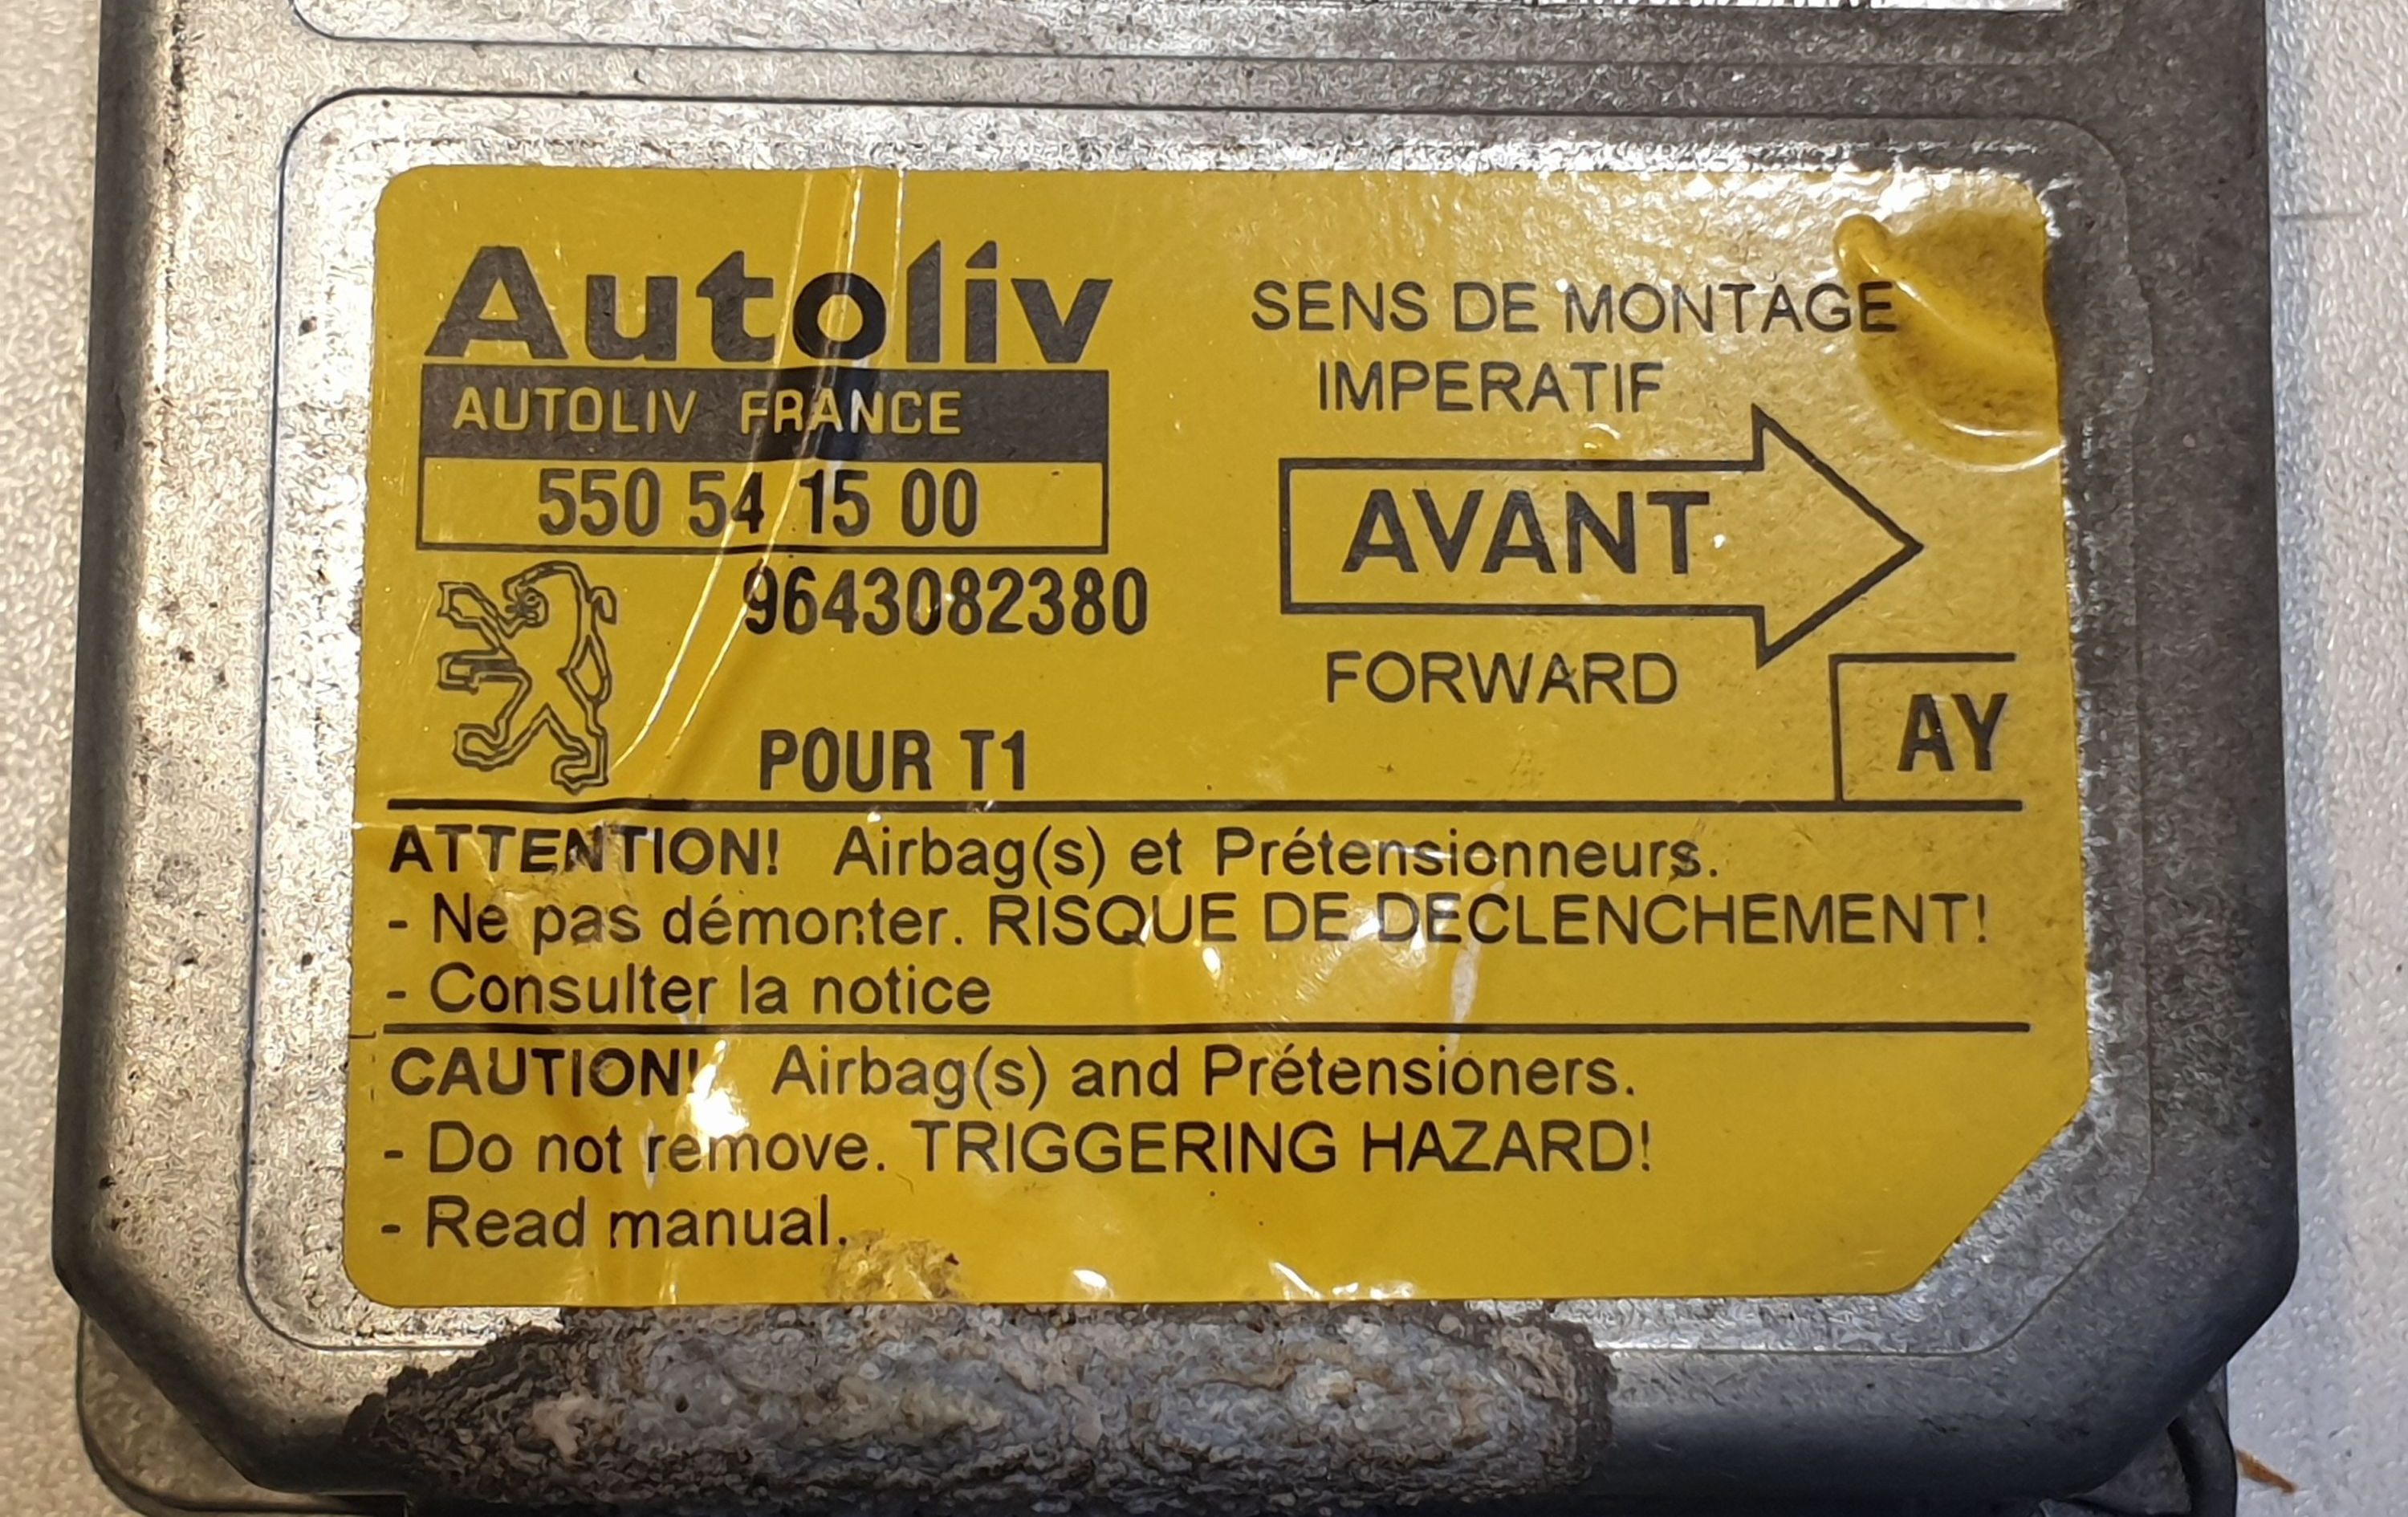 Autoliv
AUTOLIV FRANCE
550 54 15 00
9643082380
POUR T1
SENS DE MONTAGE
IMPERATIF
AVANT
FORWARD
AY
ATTENTION! Airbag(s) et Prétensionneurs.
- Ne pas démonter. RISQUE DE DECLENCHEMENT!
- Consulter la notice
CAUTION! Airbag(s) and Prétensioners.
- Do not remove. TRIGGERING HAZARD!
- Read manual.